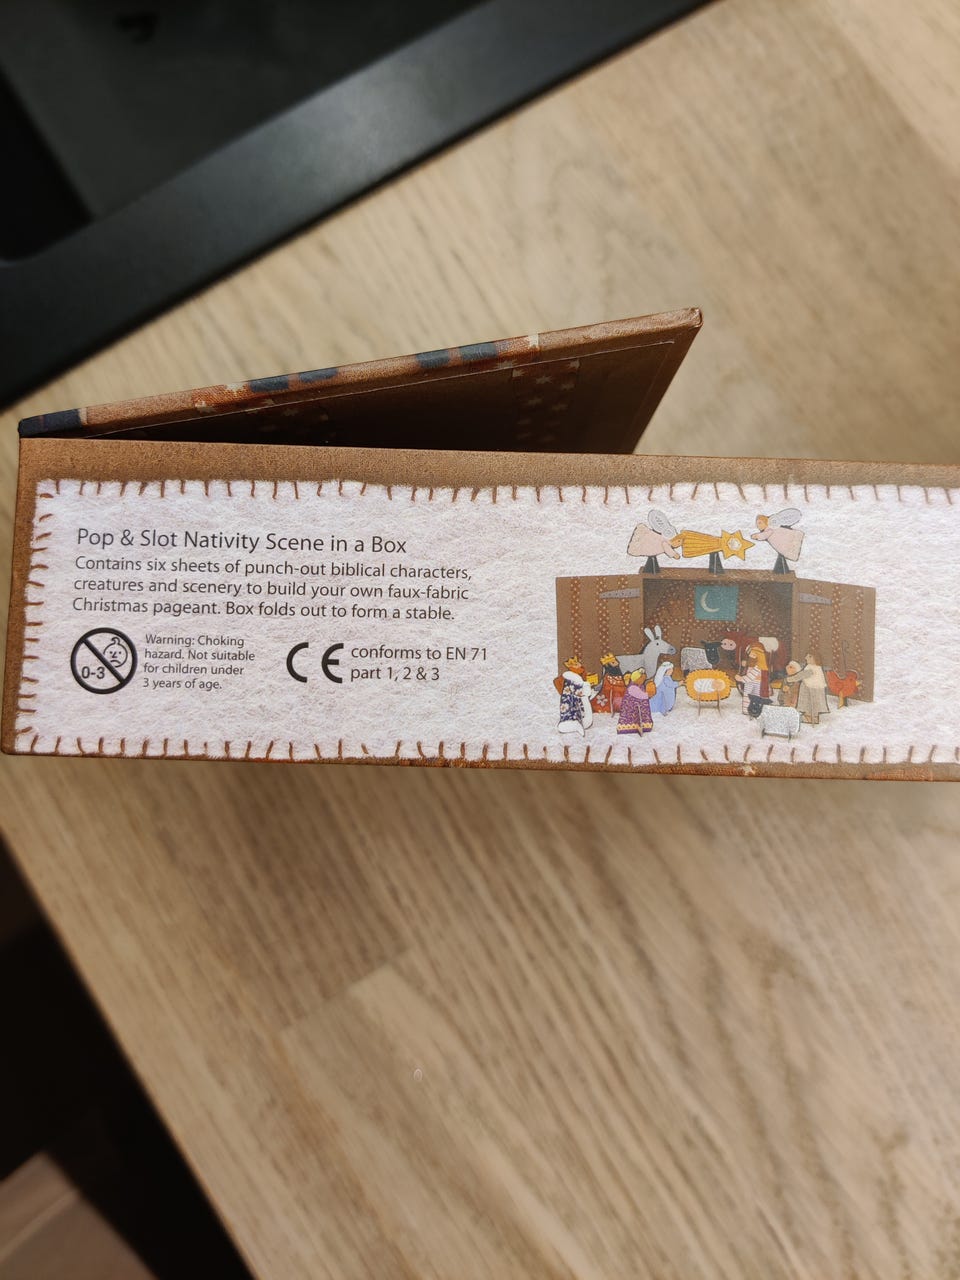 Pop & Slot Nativity Scene in a Box
Contains six sheets of punch-out biblical characters,
creatures and scenery to build your own faux-fabric
Christmas pageant. Box folds out to form a stable.
0-3
Warning: Choking
hazard. Not suitable
for children under
3 years of age.
CE
conforms to EN 71
part 1, 2 & 3